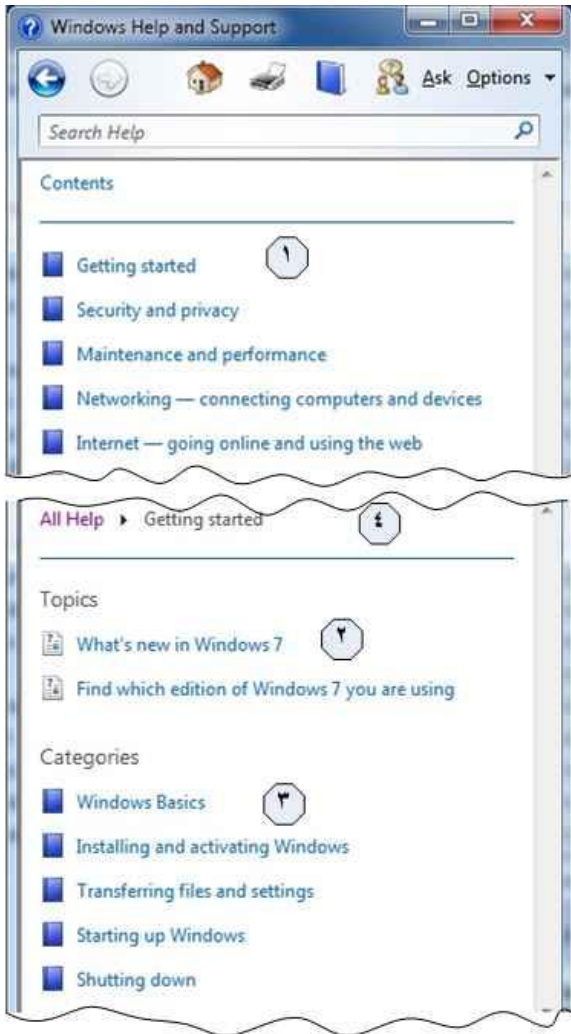 Windows Help and Support
Ask Options
Search Help
Contents
Getting started ١
Security and privacy
Maintenance and performance
Networking — connecting computers and devices
Internet — going online and using the web
All Help ▶ Getting started ٤
Topics
What's new in Windows 7 ٢
Find which edition of Windows 7 you are using
Categories
Windows Basics ٣
Installing and activating Windows
Transferring files and settings
Starting up Windows
Shutting down